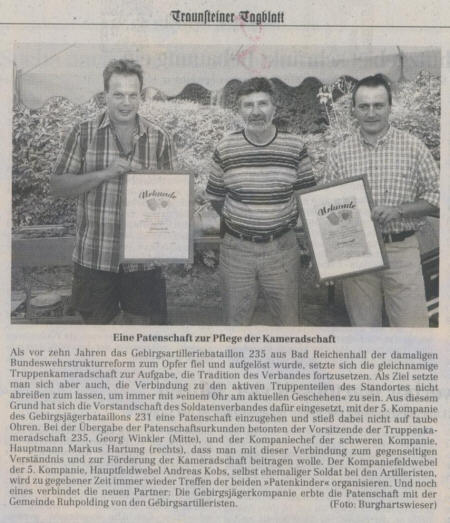 Traunsteiner Tagblatt
Urkunde
Urkunde
Eine Patenschaft zur Pflege der Kameradschaft
Als vor zehn Jahren das Gebirgsartilleriebataillon 235 aus Bad Reichenhall der damaligen
Bundeswehrstrukturreform zum Opfer fiel und aufgelöst wurde, setzte sich die gleichnamige
Truppenkameradschaft zur Aufgabe, die Tradition des Verbandes fortzusetzen. Als Ziel setzte
man sich aber auch, die Verbindung zu den aktiven Truppenteilen des Standortes nicht
abreißen zum lassen, um immer mit »einem Ohr am aktuellen Geschehen« zu sein. Aus diesem
Grund hat sich die Vorstandschaft des Soldatenverbandes dafür eingesetzt, mit der 5. Kompanie
des Gebirgsjägerbataillons 231 eine Patenschaft einzugehen und stieß dabei nicht auf taube
Ohren. Bei der Übergabe der Patenschaftsurkunden betonten der Vorsitzende der Truppenka-
meradschaft 235, Georg Winkler (Mitte), und der Kompaniechef der schweren Kompanie,
Hauptmann Markus Hartung (rechts), dass man mit dieser Verbindung zum gegenseitigen
Verständnis und zur Förderung der Kameradschaft beitragen wolle. Der Kompaniefeldwebel
der 5. Kompanie, Hauptfeldwebel Andreas Kobs, selbst ehemaliger Soldat bei den Artilleristen,
wird zu gegebener Zeit immer wieder Treffen der beiden »Patenkinder« organisieren. Und noch
eines verbindet die neuen Partner: Die Gebirgsjägerkompanie erbte die Patenschaft mit der
Gemeinde Ruhpolding von den Gebirgsartilleristen. (Foto: Burghartswieser)